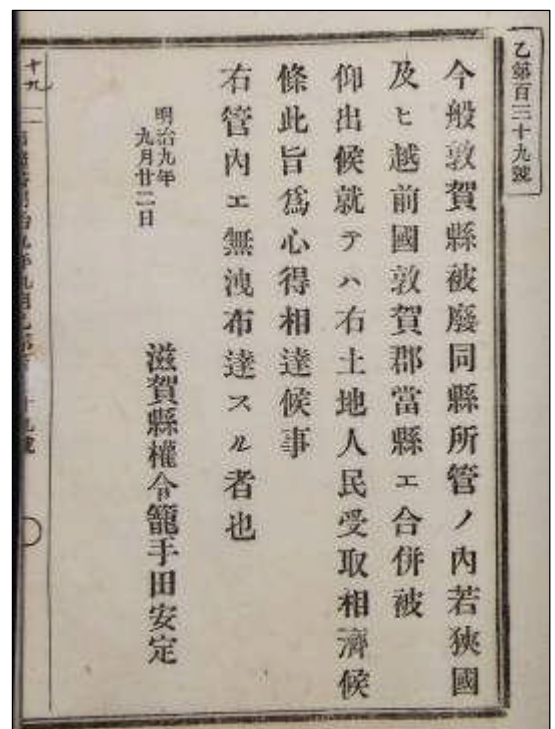 乙第百三十九號
今般敦賀縣被廢同縣所管ノ內若狹國
及ヒ越前國敦賀郡當縣エ合併被
仰出候就テハ右土地人民受取相濟候
條此旨爲心得相達候事
右管內エ無洩布達スル者也
明治九年
九月廿二日
滋賀縣權令籠手田安定
十九